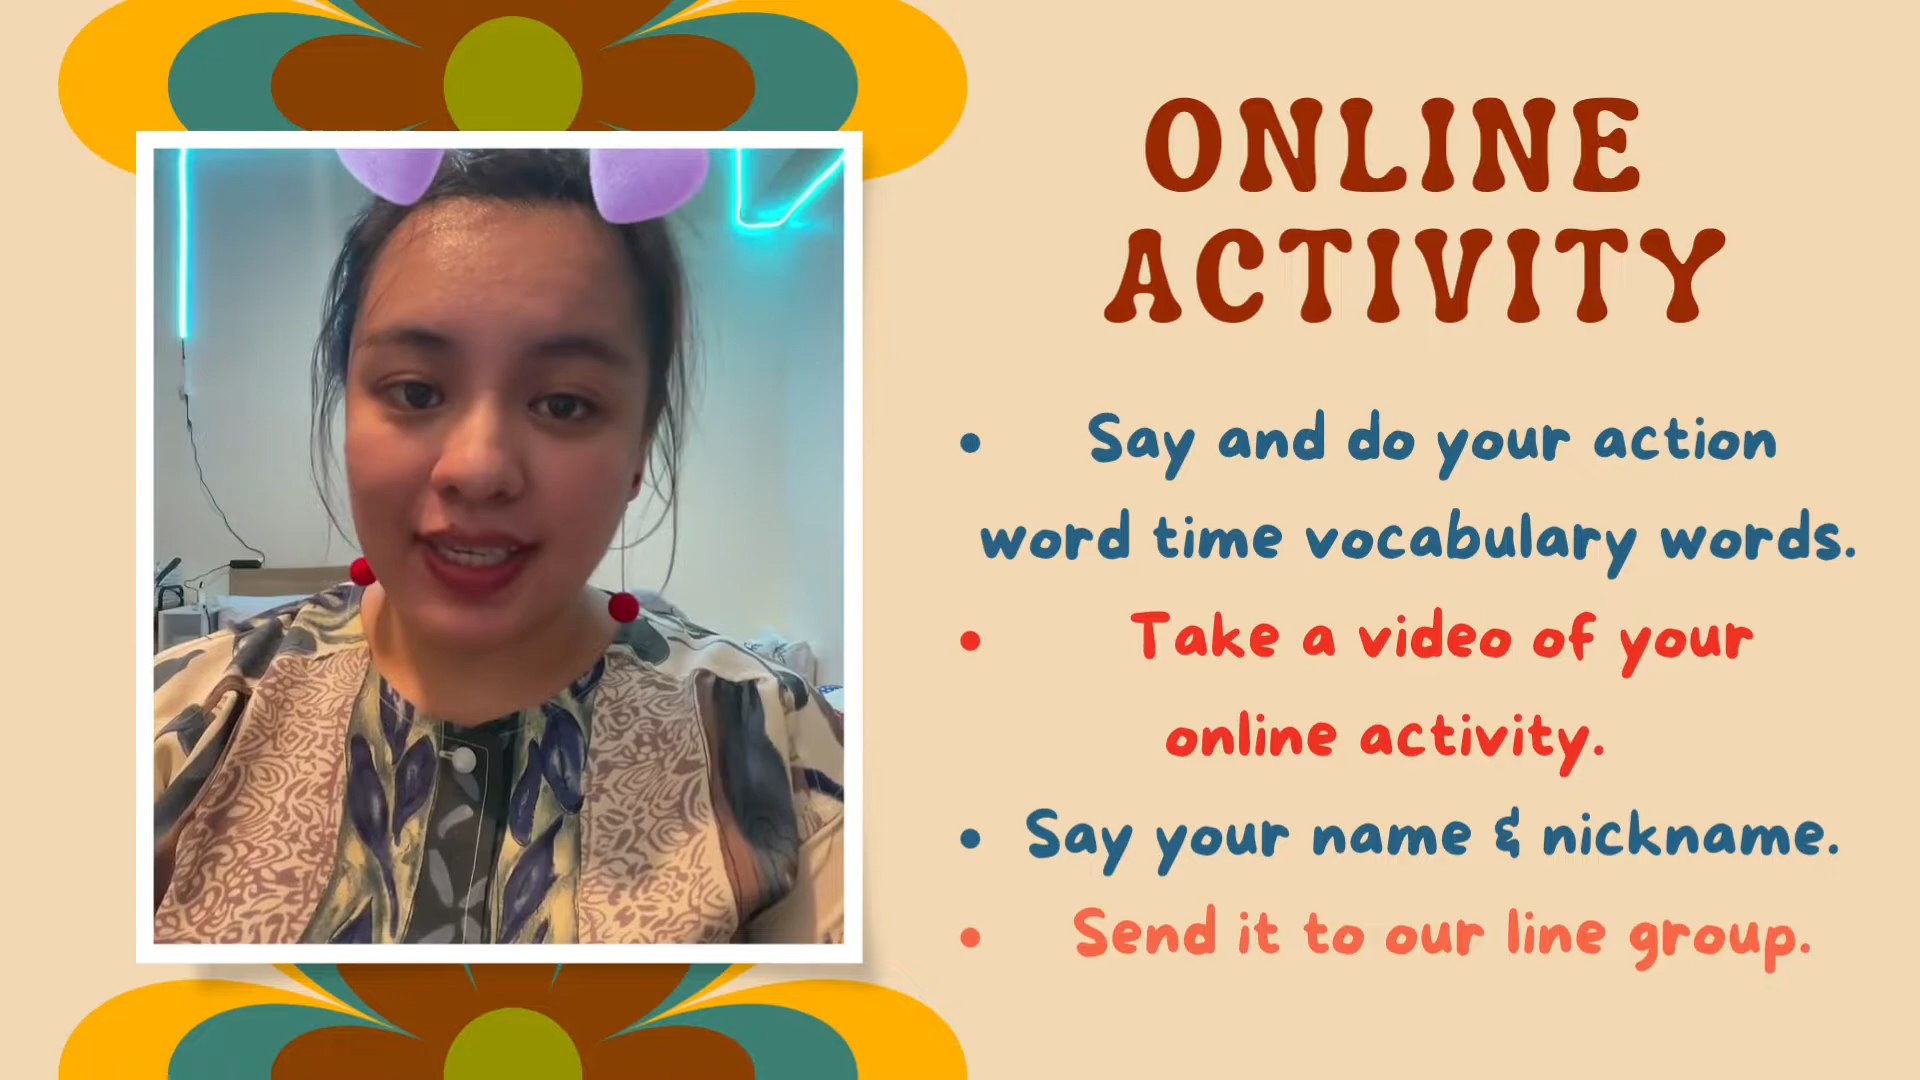 ONLINE
ACTIVITY
• Say and do your action
word time vocabulary words.
• Take a video of your
online activity.
• Say your name & nickname.
• Send it to our line group.